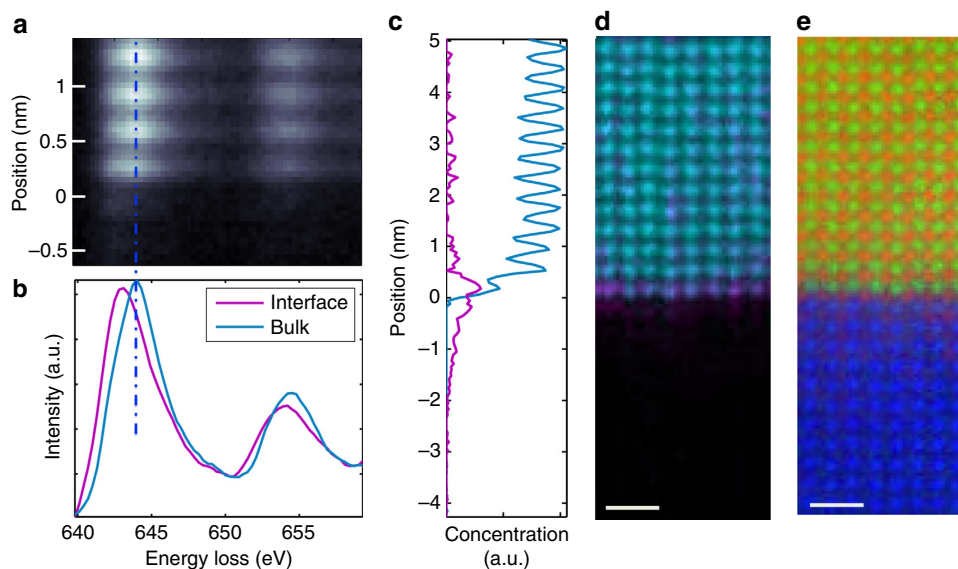 a
Position (nm)
1
0.5
0
−0.5
b
Interface
Bulk
Intensity (a.u.)
640
645
650
655
Energy loss (eV)
c
5
4
3
2
1
0
−1
−2
−3
−4
Position (nm)
Concentration
(a.u.)
d
e